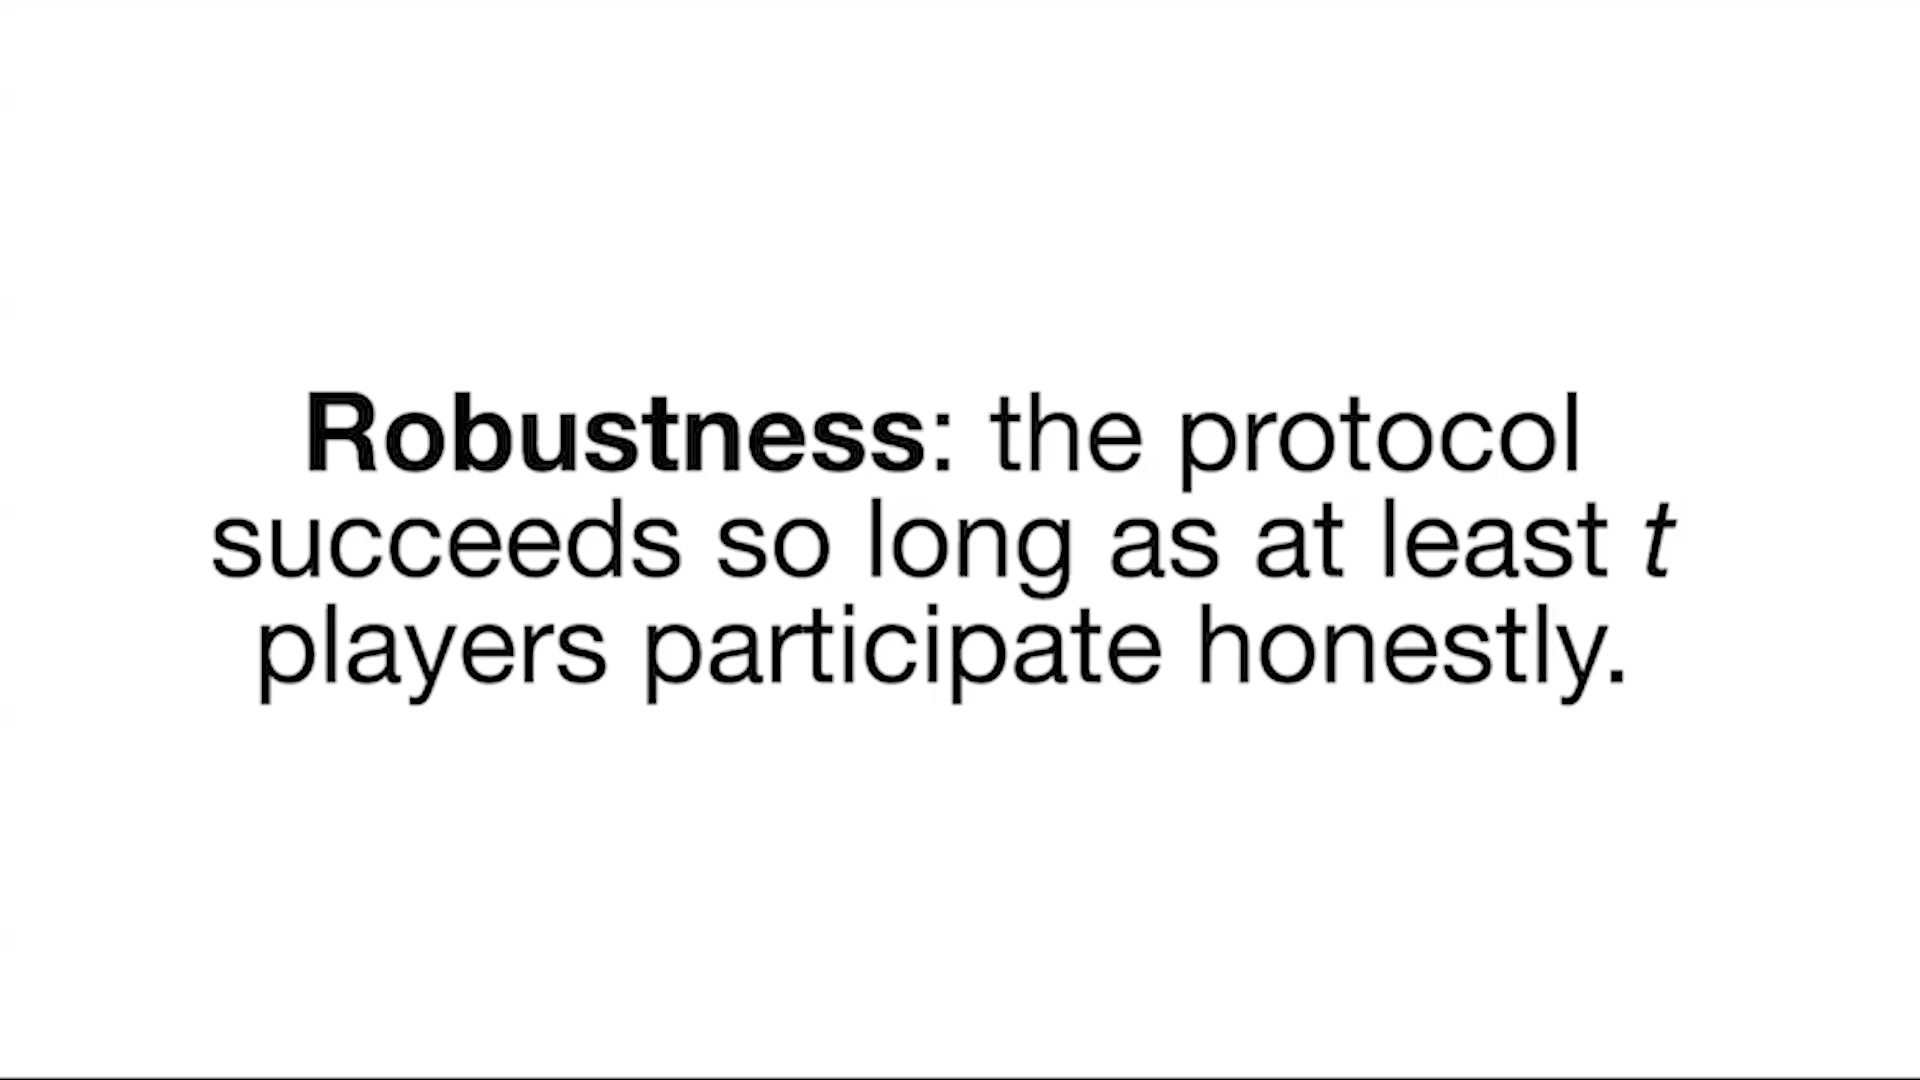 Robustness: the protocol
succeeds so long as at least t
players participate honestly.